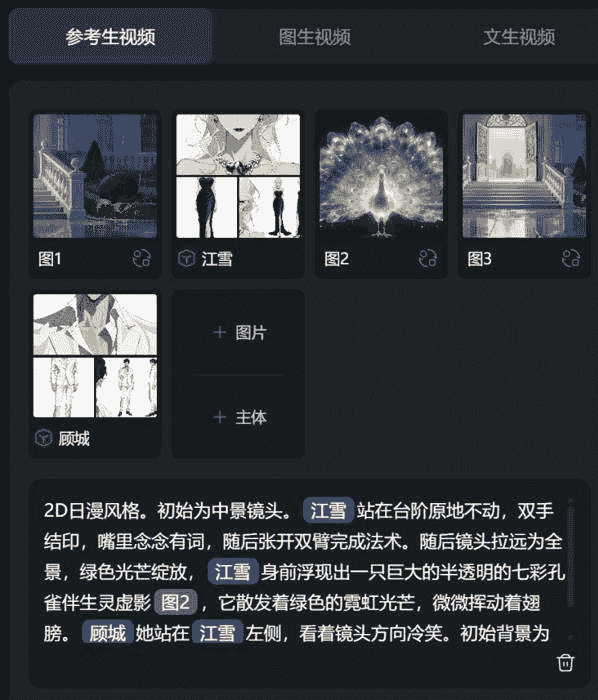 参考生视频
图生视频
文生视频
图1
江雪
图2
图3
顾城
+ 图片
+ 主体
2D日漫风格。初始为中景镜头。 江雪 站在台阶原地不动，双手
结印，嘴里念念有词，随后张开双臂完成法术。随后镜头拉远为全
景，绿色光芒绽放， 江雪 身前浮现出一只巨大的半透明的七彩孔
雀伴生灵虚影 图2 ，它散发着绿色的霓虹光芒，微微挥动着翅
膀。 顾城 她站在 江雪 左侧，看着镜头方向冷笑。初始背景为